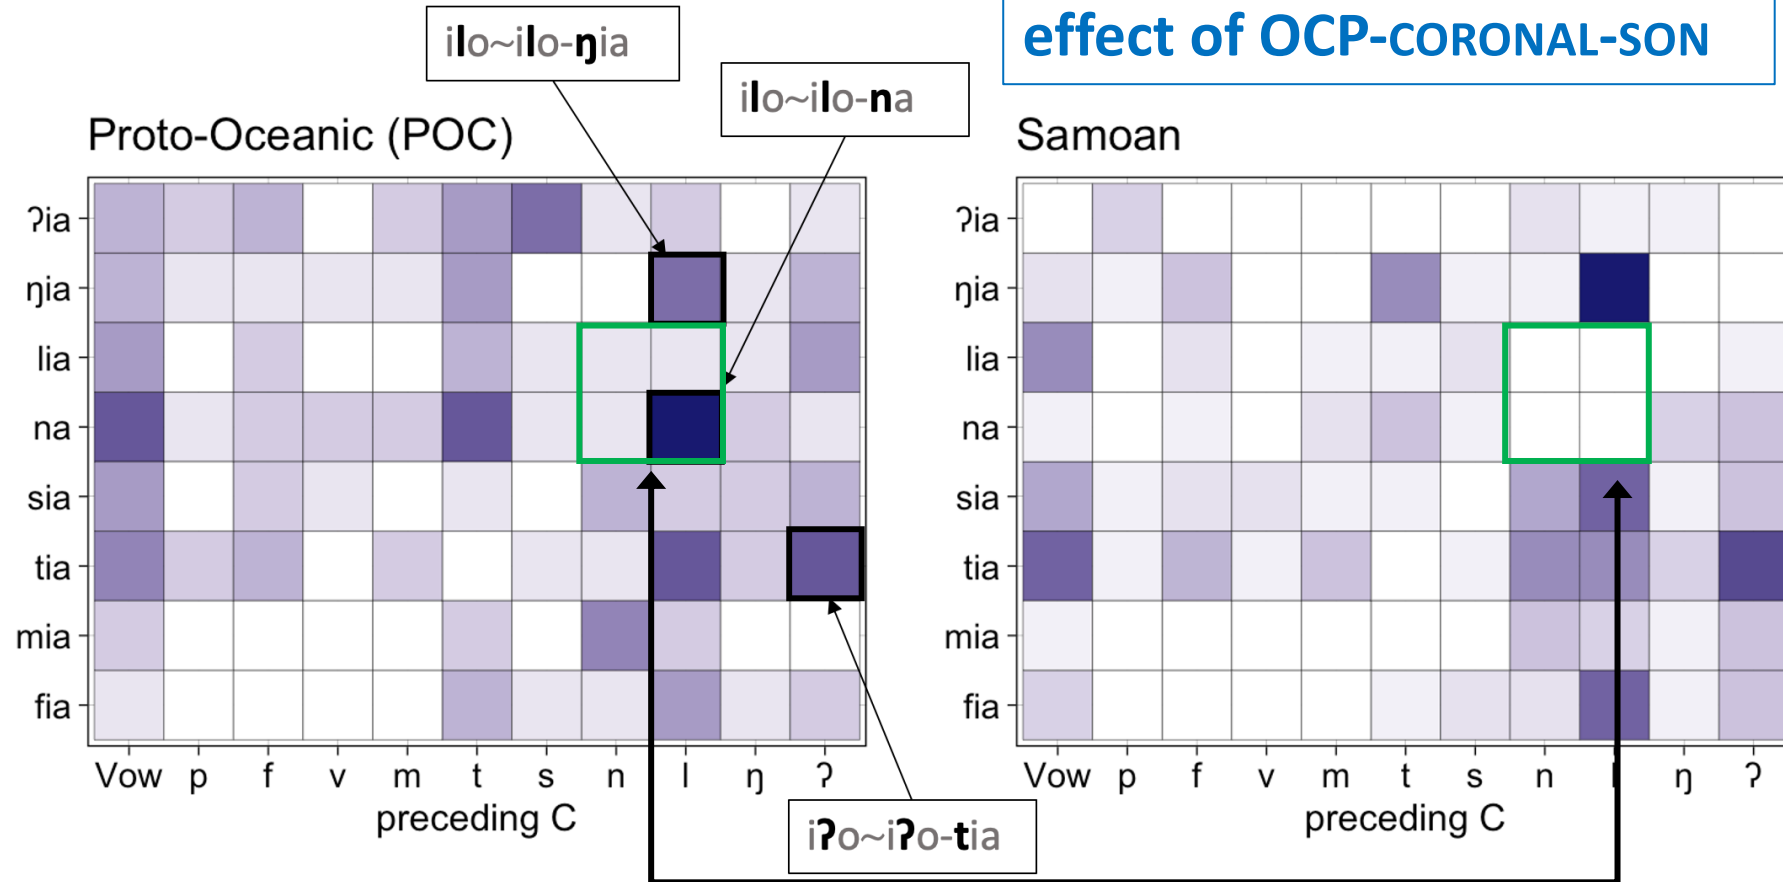 effect of OCP-CORONAL-SON
ilo~ilo-ŋia
ilo~ilo-na
Proto-Oceanic (POC)
ʔia
ŋia
lia
na
sia
tia
mia
fia
Vow p f v m t s n l ŋ ʔ
preceding C
iʔo~iʔo-tia
Samoan
ʔia
ŋia
lia
na
sia
tia
mia
fia
Vow p f v m t s n l ŋ ʔ
preceding C